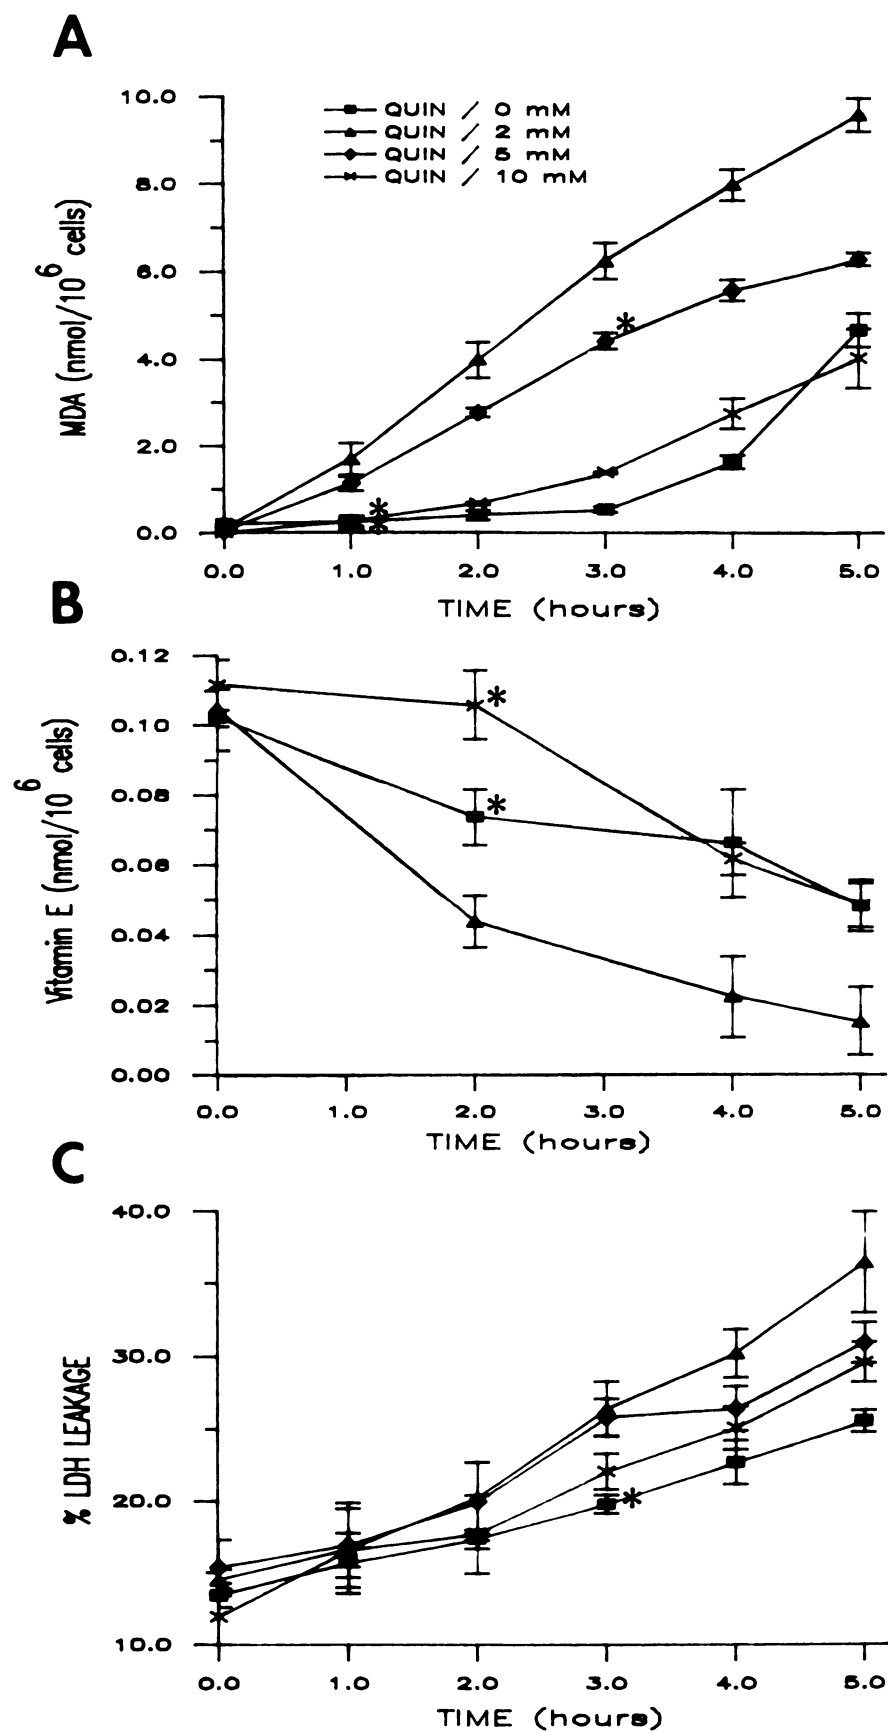 A
10.0
8.0
6.0
4.0
2.0
0.0
MDA (nmol/10^6 cells)
QUIN / 0 mM
QUIN / 2 mM
QUIN / 5 mM
QUIN / 10 mM
*
*
*
0.0 1.0 2.0 3.0 4.0 5.0
TIME (hours)
B
0.12
0.10
0.08
0.06
0.04
0.02
0.00
Vitamin E (nmol/10^6 cells)
*
*
0.0 1.0 2.0 3.0 4.0 5.0
TIME (hours)
C
40.0
30.0
20.0
10.0
% LDH LEAKAGE
*
0.0 1.0 2.0 3.0 4.0 5.0
TIME (hours)